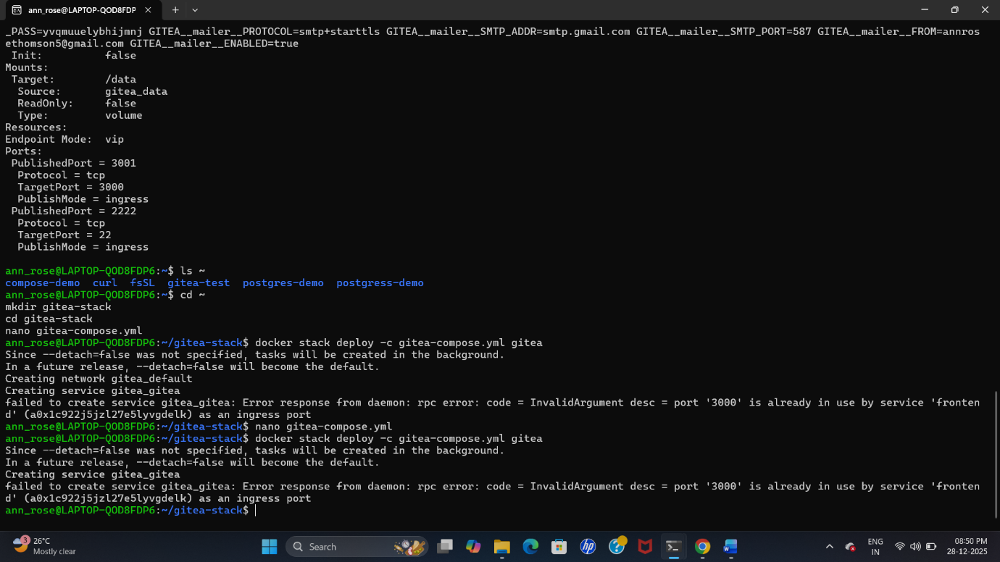 ann_rose@LAPTOP-QOD8FDP
_PASS=yvqmuuelybhijmnj GITEA__mailer__PROTOCOL=smtp+starttls GITEA__mailer__SMTP_ADDR=smtp.gmail.com GITEA__mailer__SMTP_PORT=587 GITEA__mailer__FROM=annros
ethomson5@gmail.com GITEA__mailer__ENABLED=true
Init: false
Mounts:
Target: /data
Source: gitea_data
ReadOnly: false
Type: volume
Resources:
Endpoint Mode: vip
Ports:
PublishedPort = 3001
Protocol = tcp
TargetPort = 3000
PublishMode = ingress
PublishedPort = 2222
Protocol = tcp
TargetPort = 22
PublishMode = ingress
ann_rose@LAPTOP-QOD8FDP6:~$ ls ~
compose-demo curl fsSL gitea-test postgres-demo postgress-demo
ann_rose@LAPTOP-QOD8FDP6:~$ cd ~
mkdir gitea-stack
cd gitea-stack
nano gitea-compose.yml
ann_rose@LAPTOP-QOD8FDP6:~/gitea-stack$ docker stack deploy -c gitea-compose.yml gitea
Since --detach=false was not specified, tasks will be created in the background.
In a future release, --detach=false will become the default.
Creating network gitea_default
Creating service gitea_gitea
failed to create service gitea_gitea: Error response from daemon: rpc error: code = InvalidArgument desc = port '3000' is already in use by service 'fronten
d' (a0x1c922j5jzl27e5lyvgdelk) as an ingress port
ann_rose@LAPTOP-QOD8FDP6:~/gitea-stack$ nano gitea-compose.yml
ann_rose@LAPTOP-QOD8FDP6:~/gitea-stack$ docker stack deploy -c gitea-compose.yml gitea
Since --detach=false was not specified, tasks will be created in the background.
In a future release, --detach=false will become the default.
Creating service gitea_gitea
failed to create service gitea_gitea: Error response from daemon: rpc error: code = InvalidArgument desc = port '3000' is already in use by service 'fronten
d' (a0x1c922j5jzl27e5lyvgdelk) as an ingress port
ann_rose@LAPTOP-QOD8FDP6:~/gitea-stack$
3
26°C
Mostly clear
Search
hp
ENG
IN
08:50 PM
28-12-2025